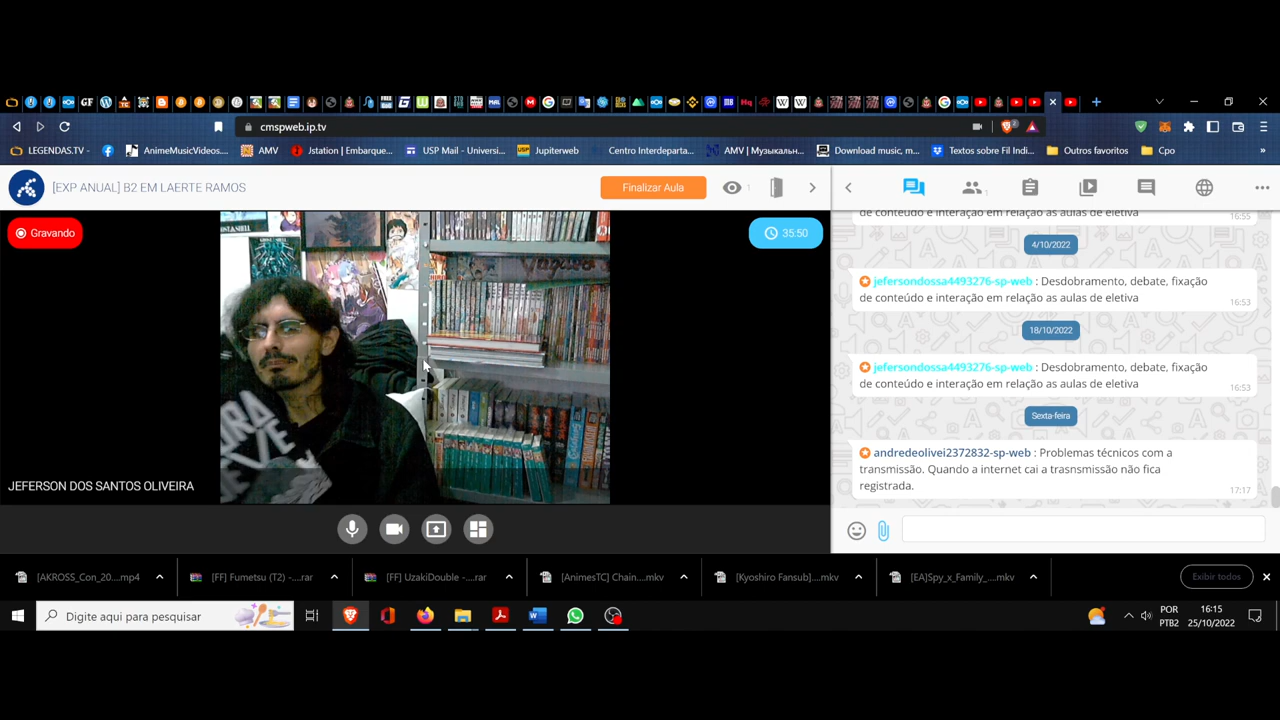 cmspweb.ip.tv
LEGENDAS.TV -
AnimeMusicVideos...
AMV
Jstation | Embarque...
USP Mail - Universi...
Jupiterweb
Centro Interdeparta...
AMV | Музыкальн...
Download music, m...
Textos sobre Fil Indi...
Outros favoritos
Cpo
»
[EXP ANUAL] B2 EM LAERTE RAMOS
Finalizar Aula
1
1
Gravando
35:50
JEFERSON DOS SANTOS OLIVEIRA
de conteúdo e interação em relação as aulas de eletiva
16:55
4/10/2022
jefersondossa4493276-sp-web : Desdobramento, debate, fixação
de conteúdo e interação em relação as aulas de eletiva
16:53
18/10/2022
jefersondossa4493276-sp-web : Desdobramento, debate, fixação
de conteúdo e interação em relação as aulas de eletiva
16:53
Sexta-feira
andredeolivei2372832-sp-web : Problemas técnicos com a
transmissão. Quando a internet cai a trasnsmissão não fica
registrada.
17:17
[AKROSS_Con_20....mp4
[FF] Fumetsu (T2) -....rar
[FF] UzakiDouble -....rar
[AnimesTC] Chain....mkv
[Kyoshiro Fansub]....mkv
[EA]Spy_x_Family_....mkv
Exibir todos
Digite aqui para pesquisar
POR
PTB2
16:15
25/10/2022